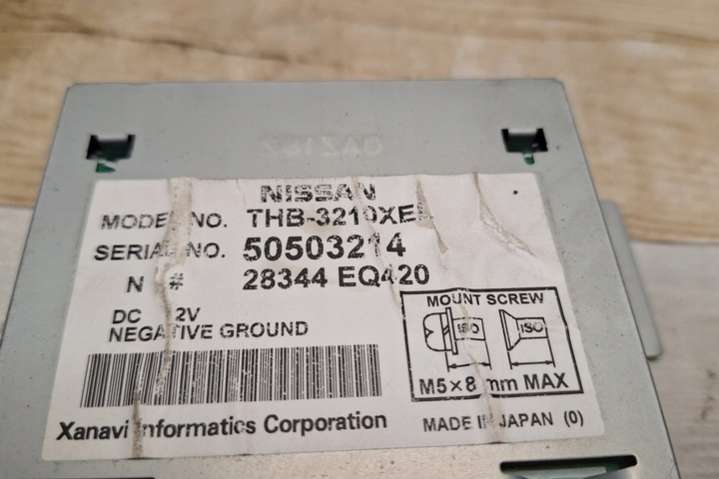 NISSAN
MODEL NO. THB-3210XE
SERIAL NO. 50503214
N # 28344 EQ420
DC 2V
NEGATIVE GROUND
MOUNT SCREW
ISO ISO
M5×8 mm MAX
Xanavi Informatics Corporation
MADE IN JAPAN (0)